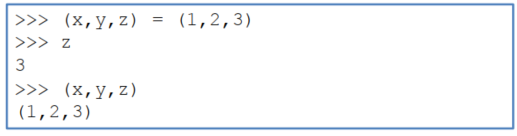 >>> (x,y,z) = (1,2,3)
>>> z
3
>>> (x,y,z)
(1,2,3)